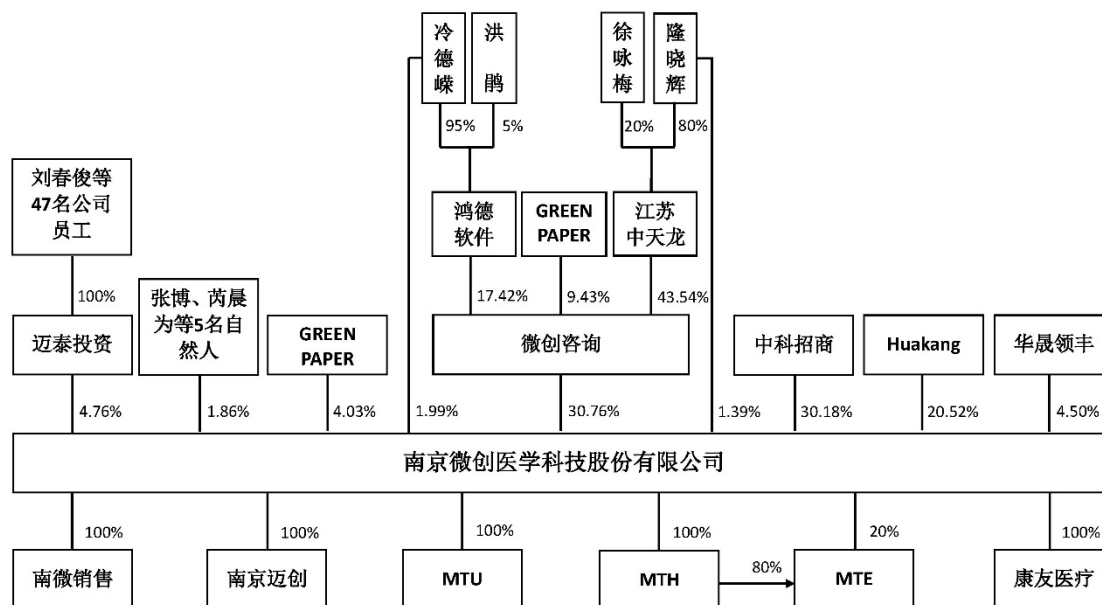 冷
德
嵘
洪
鹃
徐
咏
梅
隆
晓
辉
95%
5%
20%
80%
刘春俊等
47名公司
员工
鸿德
软件
GREEN
PAPER
江苏
中天龙
100%
张博、芮晨
为等5名自
然人
17.42%
9.43%
43.54%
迈泰投资
GREEN
PAPER
微创咨询
中科招商
Huakang
华晟领丰
4.76%
1.86%
4.03%
1.99%
30.76%
1.39%
30.18%
20.52%
4.50%
南京微创医学科技股份有限公司
100%
100%
100%
100%
20%
100%
南微销售
南京迈创
MTU
MTH
80%
MTE
康友医疗